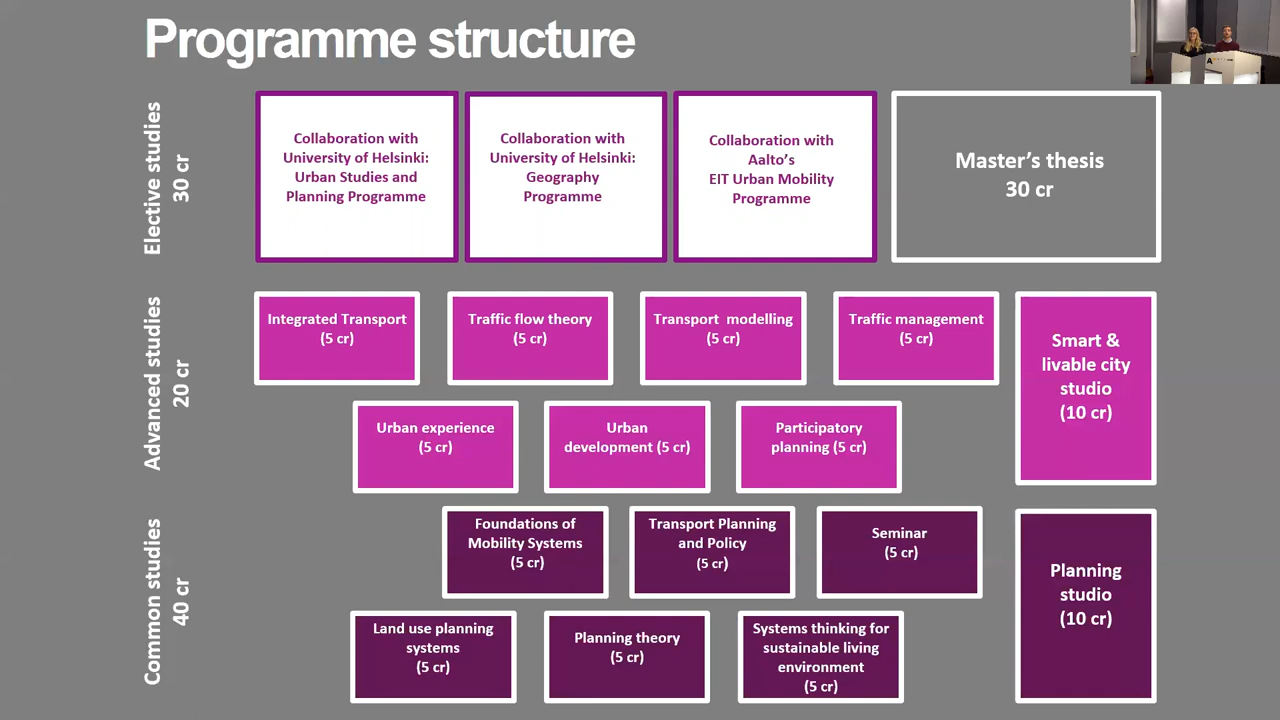 Programme structure
Elective studies
30 cr
Collaboration with
University of Helsinki:
Urban Studies and
Planning Programme
Collaboration with
University of Helsinki:
Geography
Programme
Collaboration with
Aalto's
EIT Urban Mobility
Programme
Master's thesis
30 cr
Advanced studies
20 cr
Integrated Transport
(5 cr)
Traffic flow theory
(5 cr)
Transport modelling
(5 cr)
Traffic management
(5 cr)
Smart &
livable city
studio
(10 cr)
Urban experience
(5 cr)
Urban
development (5 cr)
Participatory
planning (5 cr)
Common studies
40 cr
Foundations of
Mobility Systems
(5 cr)
Transport Planning
and Policy
(5 cr)
Seminar
(5 cr)
Planning
studio
(10 cr)
Land use planning
systems
(5 cr)
Planning theory
(5 cr)
Systems thinking for
sustainable living
environment
(5 cr)